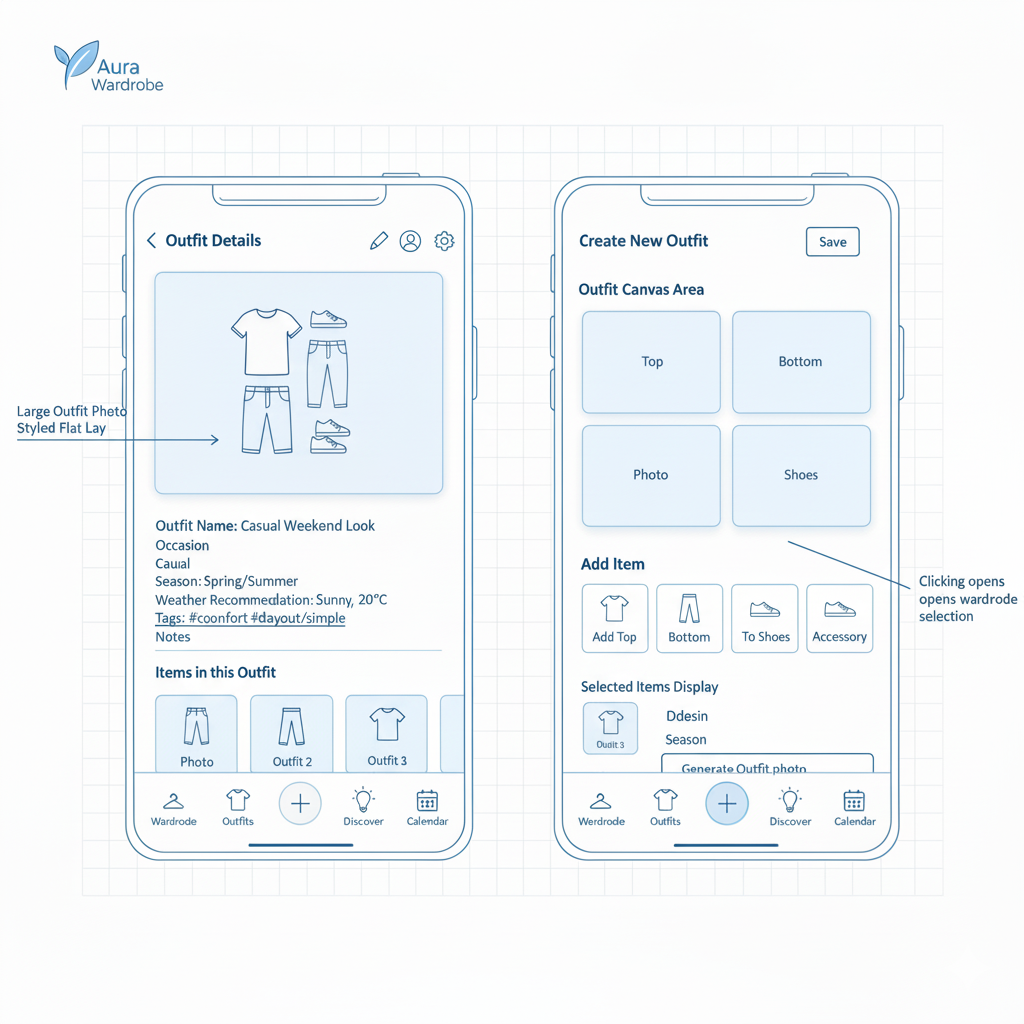 Aura
Wardrobe
Outfit Details
Large Outfit Pheto
Styled Flat Lay
Outfit Name: Casual Weekend Look
Occasion
Caual
Season: Spring/Summer
Weather Recommedlation: Sunny, 20°C
Tags: #coonfort #dayout/simple
Notes
Items in this Outfit
Photo
Outfit 2
Outfit 3
Wardrode
Outfits
Discover
Calendar
Create New Outfit
Save
Outfit Canvas Area
Top
Bottom
Photo
Shoes
Clicking opens
opens wardrode
selection
Add Item
Add Top
Bottom
To Shoes
Accessory
Selected Items Display
Ouait 3
Ddesin
Season
Generate Outfit photo
Werdrode
Outfits
Discover
Calendar